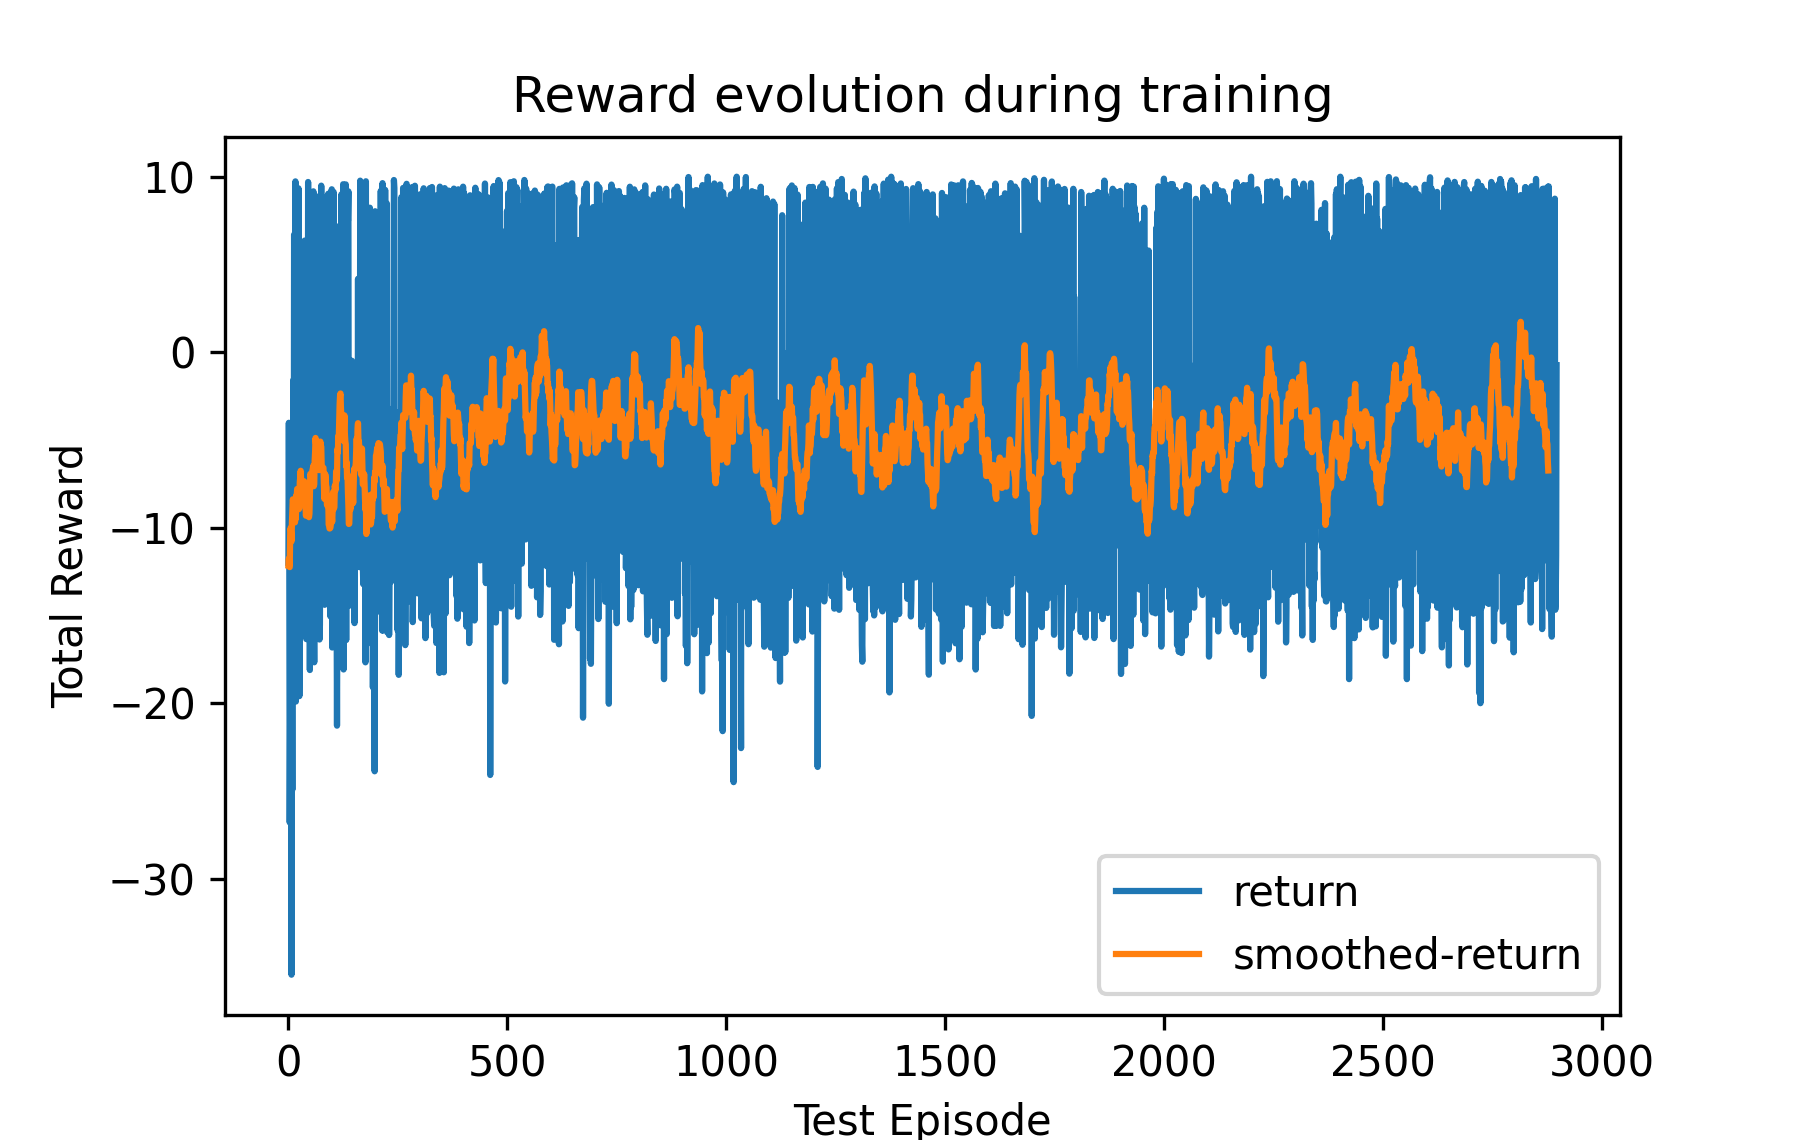 Reward evolution during training
Total Reward
10
0
−10
−20
−30
0 500 1000 1500 2000 2500 3000
Test Episode
return
smoothed-return